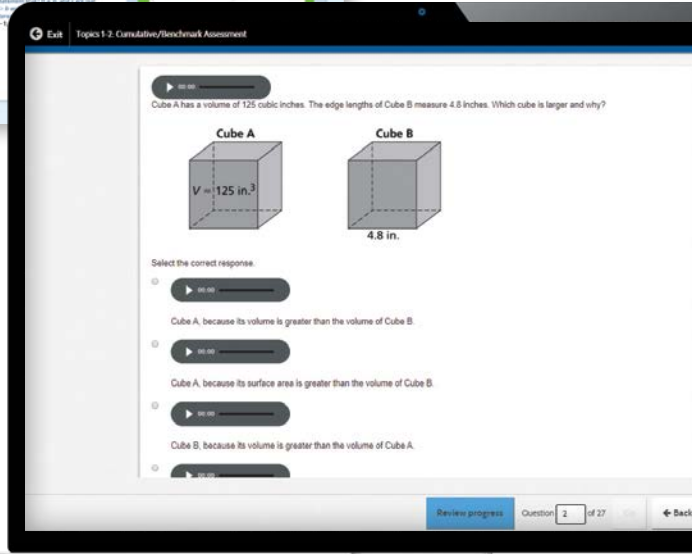 Exit
Topics 1-2: Cumulative/Benchmark Assessment
00:00
Cube A has a volume of 125 cubic inches. The edge lengths of Cube B measure 4.8 inches. Which cube is larger and why?
Cube A
Cube B
V = 125 in.³
4.8 in.
Select the correct response.
00:00
Cube A, because its volume is greater than the volume of Cube B.
00:00
Cube A, because its surface area is greater than the volume of Cube B.
00:00
Cube B, because its volume is greater than the volume of Cube A.
00:00
Review progress
Question 2 of 27
Back